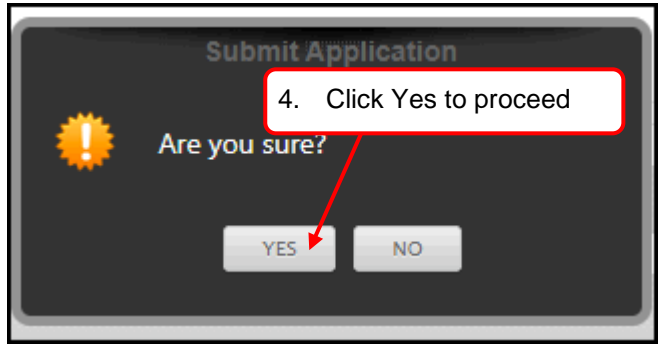 Submit Application
4. Click Yes to proceed
Are you sure?
YES NO